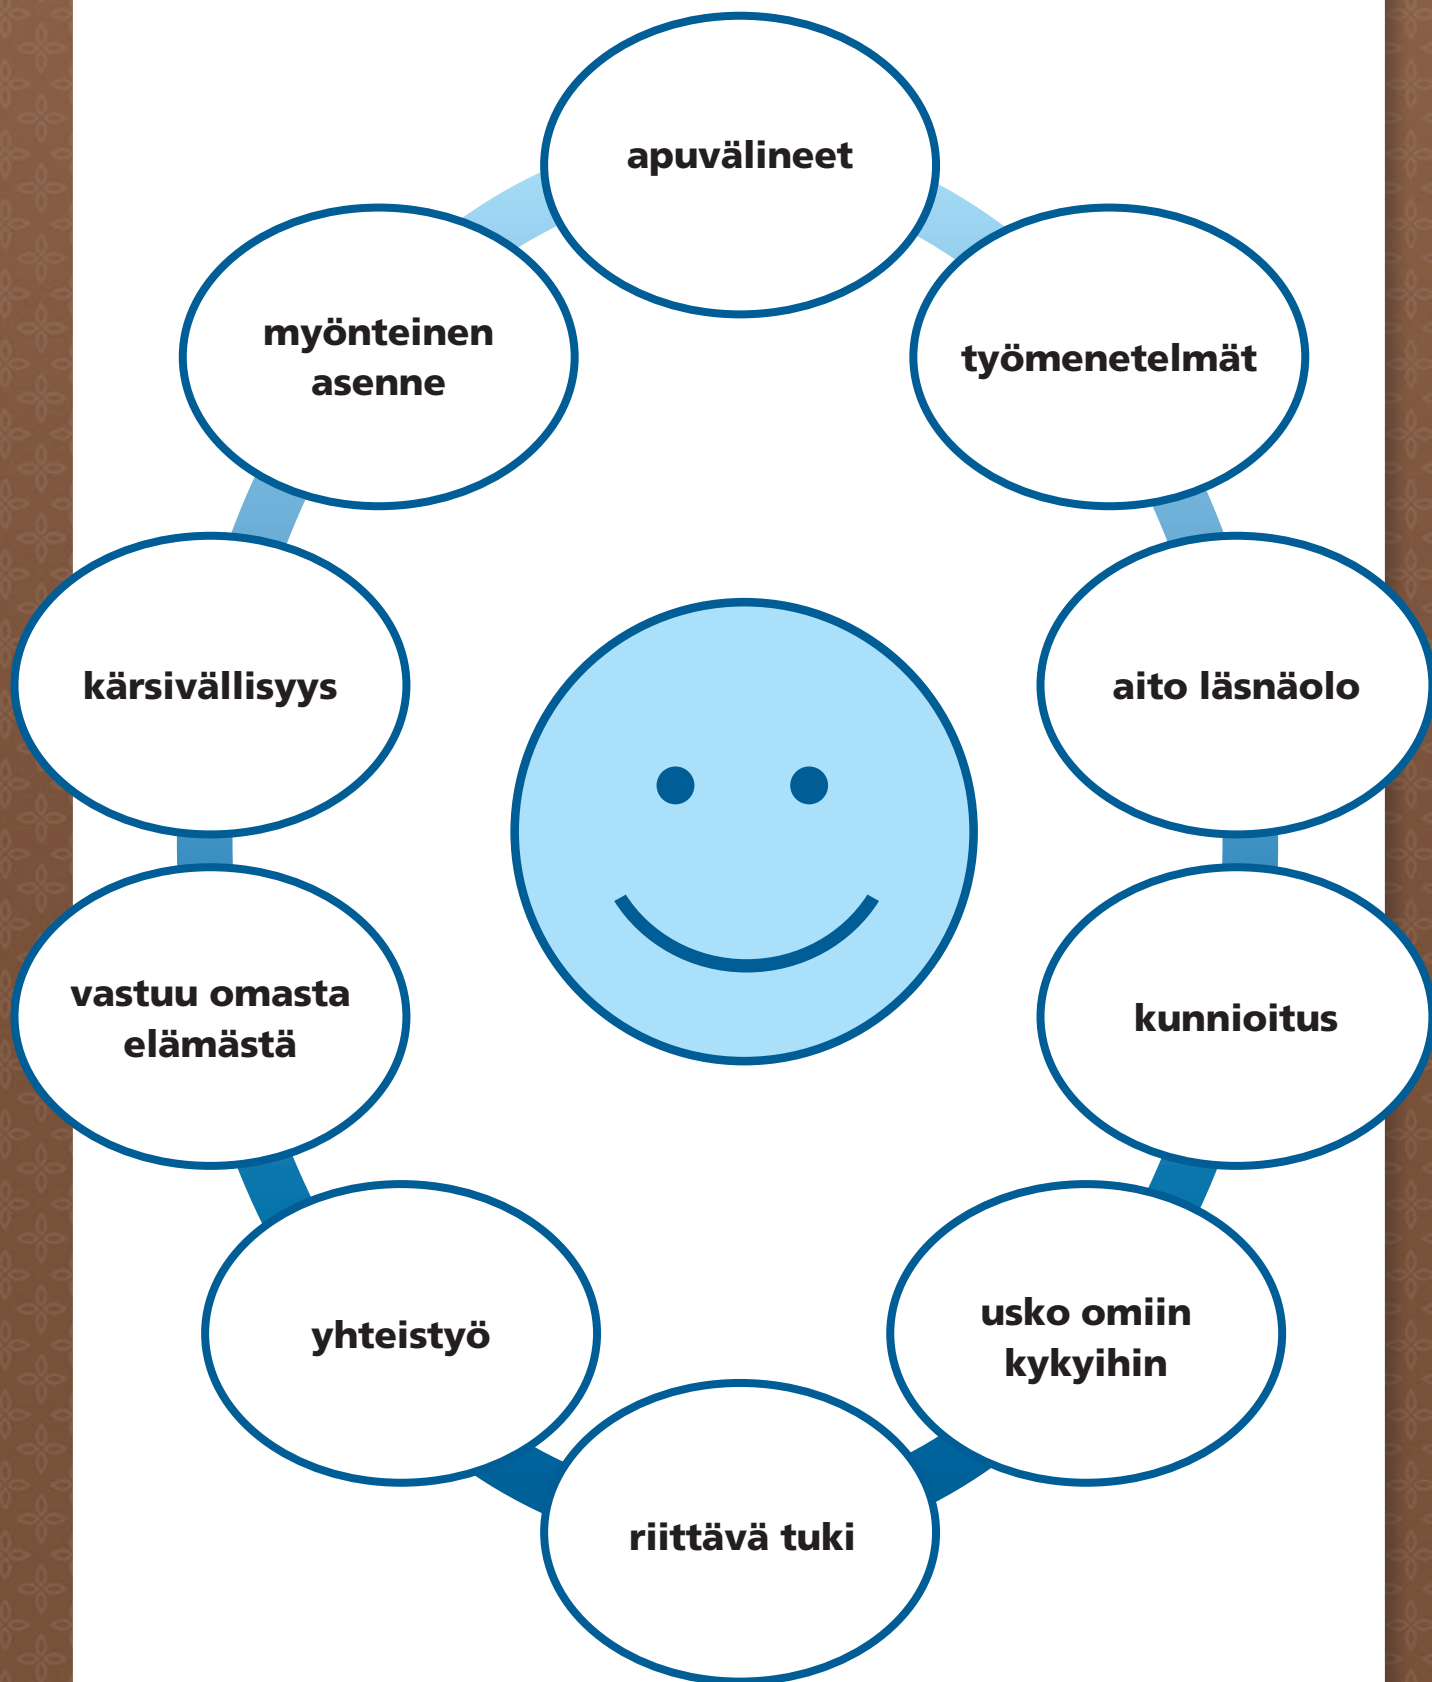 apuvälineet
työmenetelmät
aito läsnäolo
kunnioitus
usko omiin
kykyihin
riittävä tuki
yhteistyö
vastuu omasta
elämästä
kärsivällisyys
myönteinen
asenne